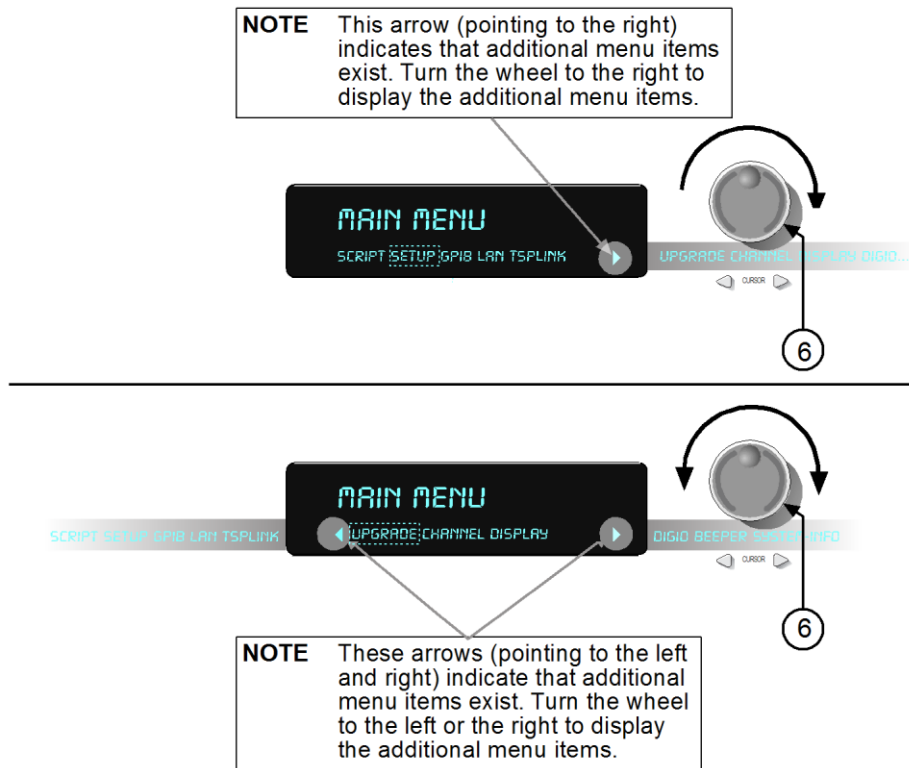 NOTE This arrow (pointing to the right)
indicates that additional menu items
exist. Turn the wheel to the right to
display the additional menu items.
MAIN MENU
SCRIPT SETUP GPIB LAN TSPLINK
UPGRADE CHANNEL DISPLAY DIGIO...
CURSOR
6
MAIN MENU
SCRIPT SETUP GPIB LAN TSPLINK
UPGRADE CHANNEL DISPLAY
DIGIO BEEPER SYSTEM-INFO
CURSOR
6
NOTE These arrows (pointing to the left
and right) indicate that additional
menu items exist. Turn the wheel
to the left or the right to display
the additional menu items.